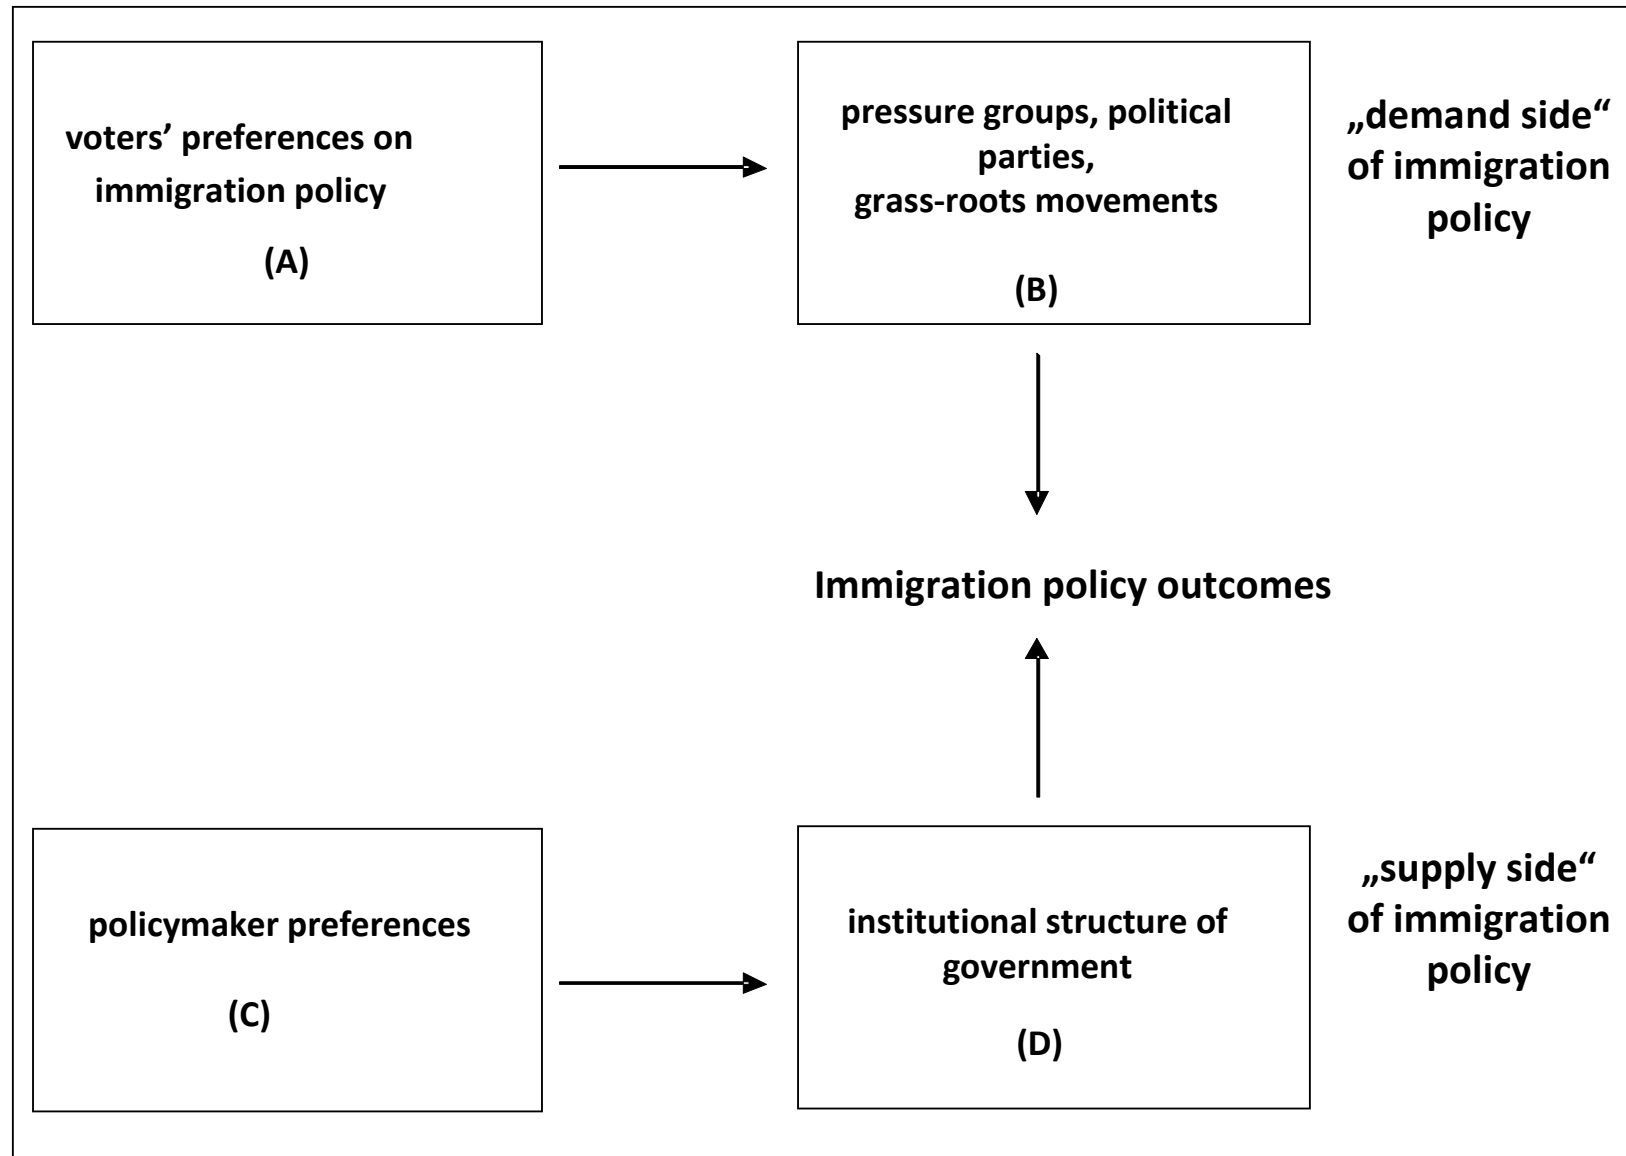 voters’ preferences on
immigration policy
(A)
pressure groups, political
parties,
grass-roots movements
(B)
„demand side“
of immigration
policy
Immigration policy outcomes
policymaker preferences
(C)
institutional structure of
government
(D)
„supply side“
of immigration
policy